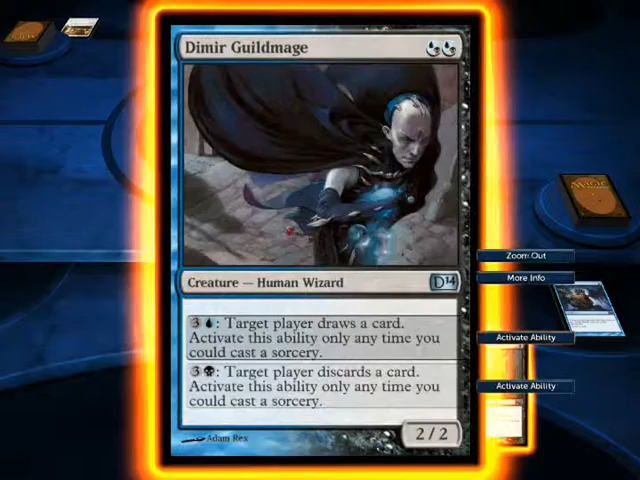 Dimir Guildmage
Creature — Human Wizard
D14
3: Target player draws a card.
Activate this ability only any time you
could cast a sorcery.
3: Target player discards a card.
Activate this ability only any time you
could cast a sorcery.
Adam Rex
2 / 2
Magic
Zoom Out
More Info
Activate Ability
Activate Ability